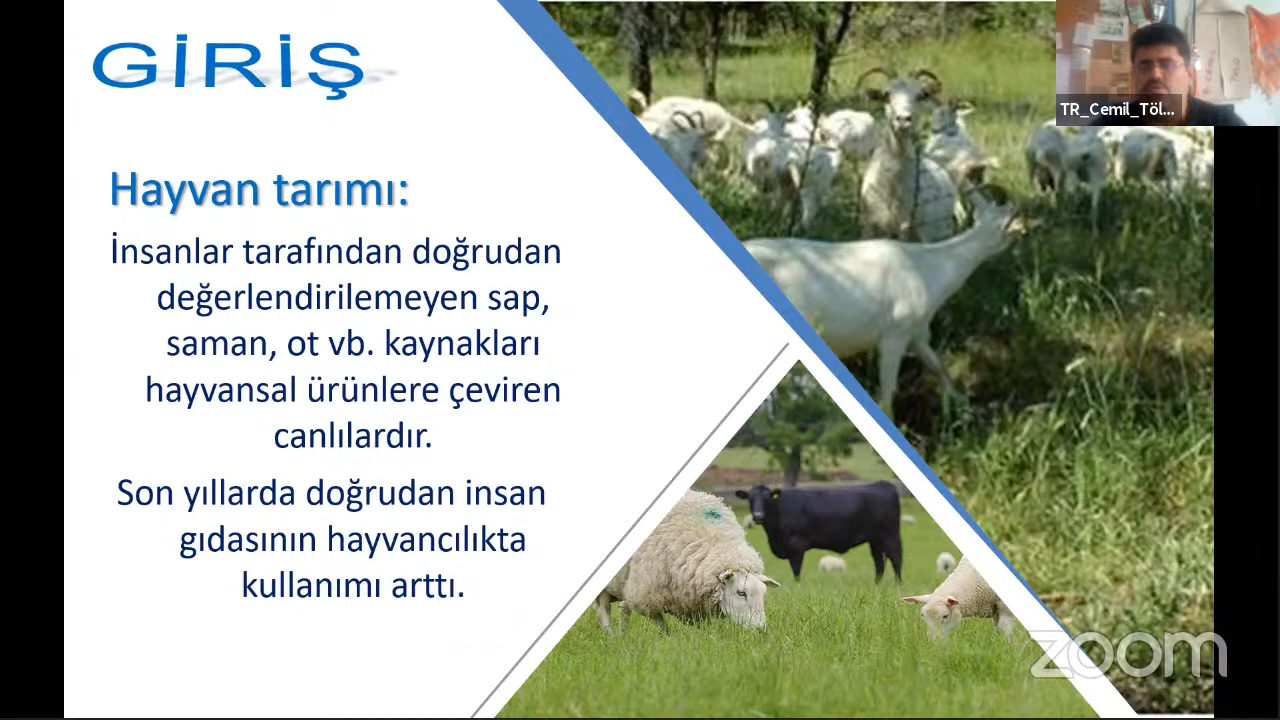 GİRİŞ
TR_Cemil_Töl...
Hayvan tarımı:
İnsanlar tarafından doğrudan
değerlendirilemeyen sap,
saman, ot vb. kaynakları
hayvansal ürünlere çeviren
canlılardır.
Son yıllarda doğrudan insan
gıdasının hayvancılıkta
kullanımı arttı.
zoom